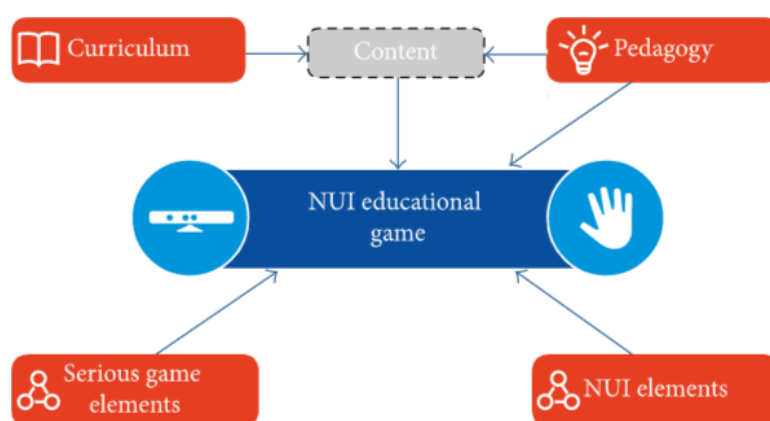 Curriculum
Content
Pedagogy
NUI educational
game
Serious game
elements
NUI elements